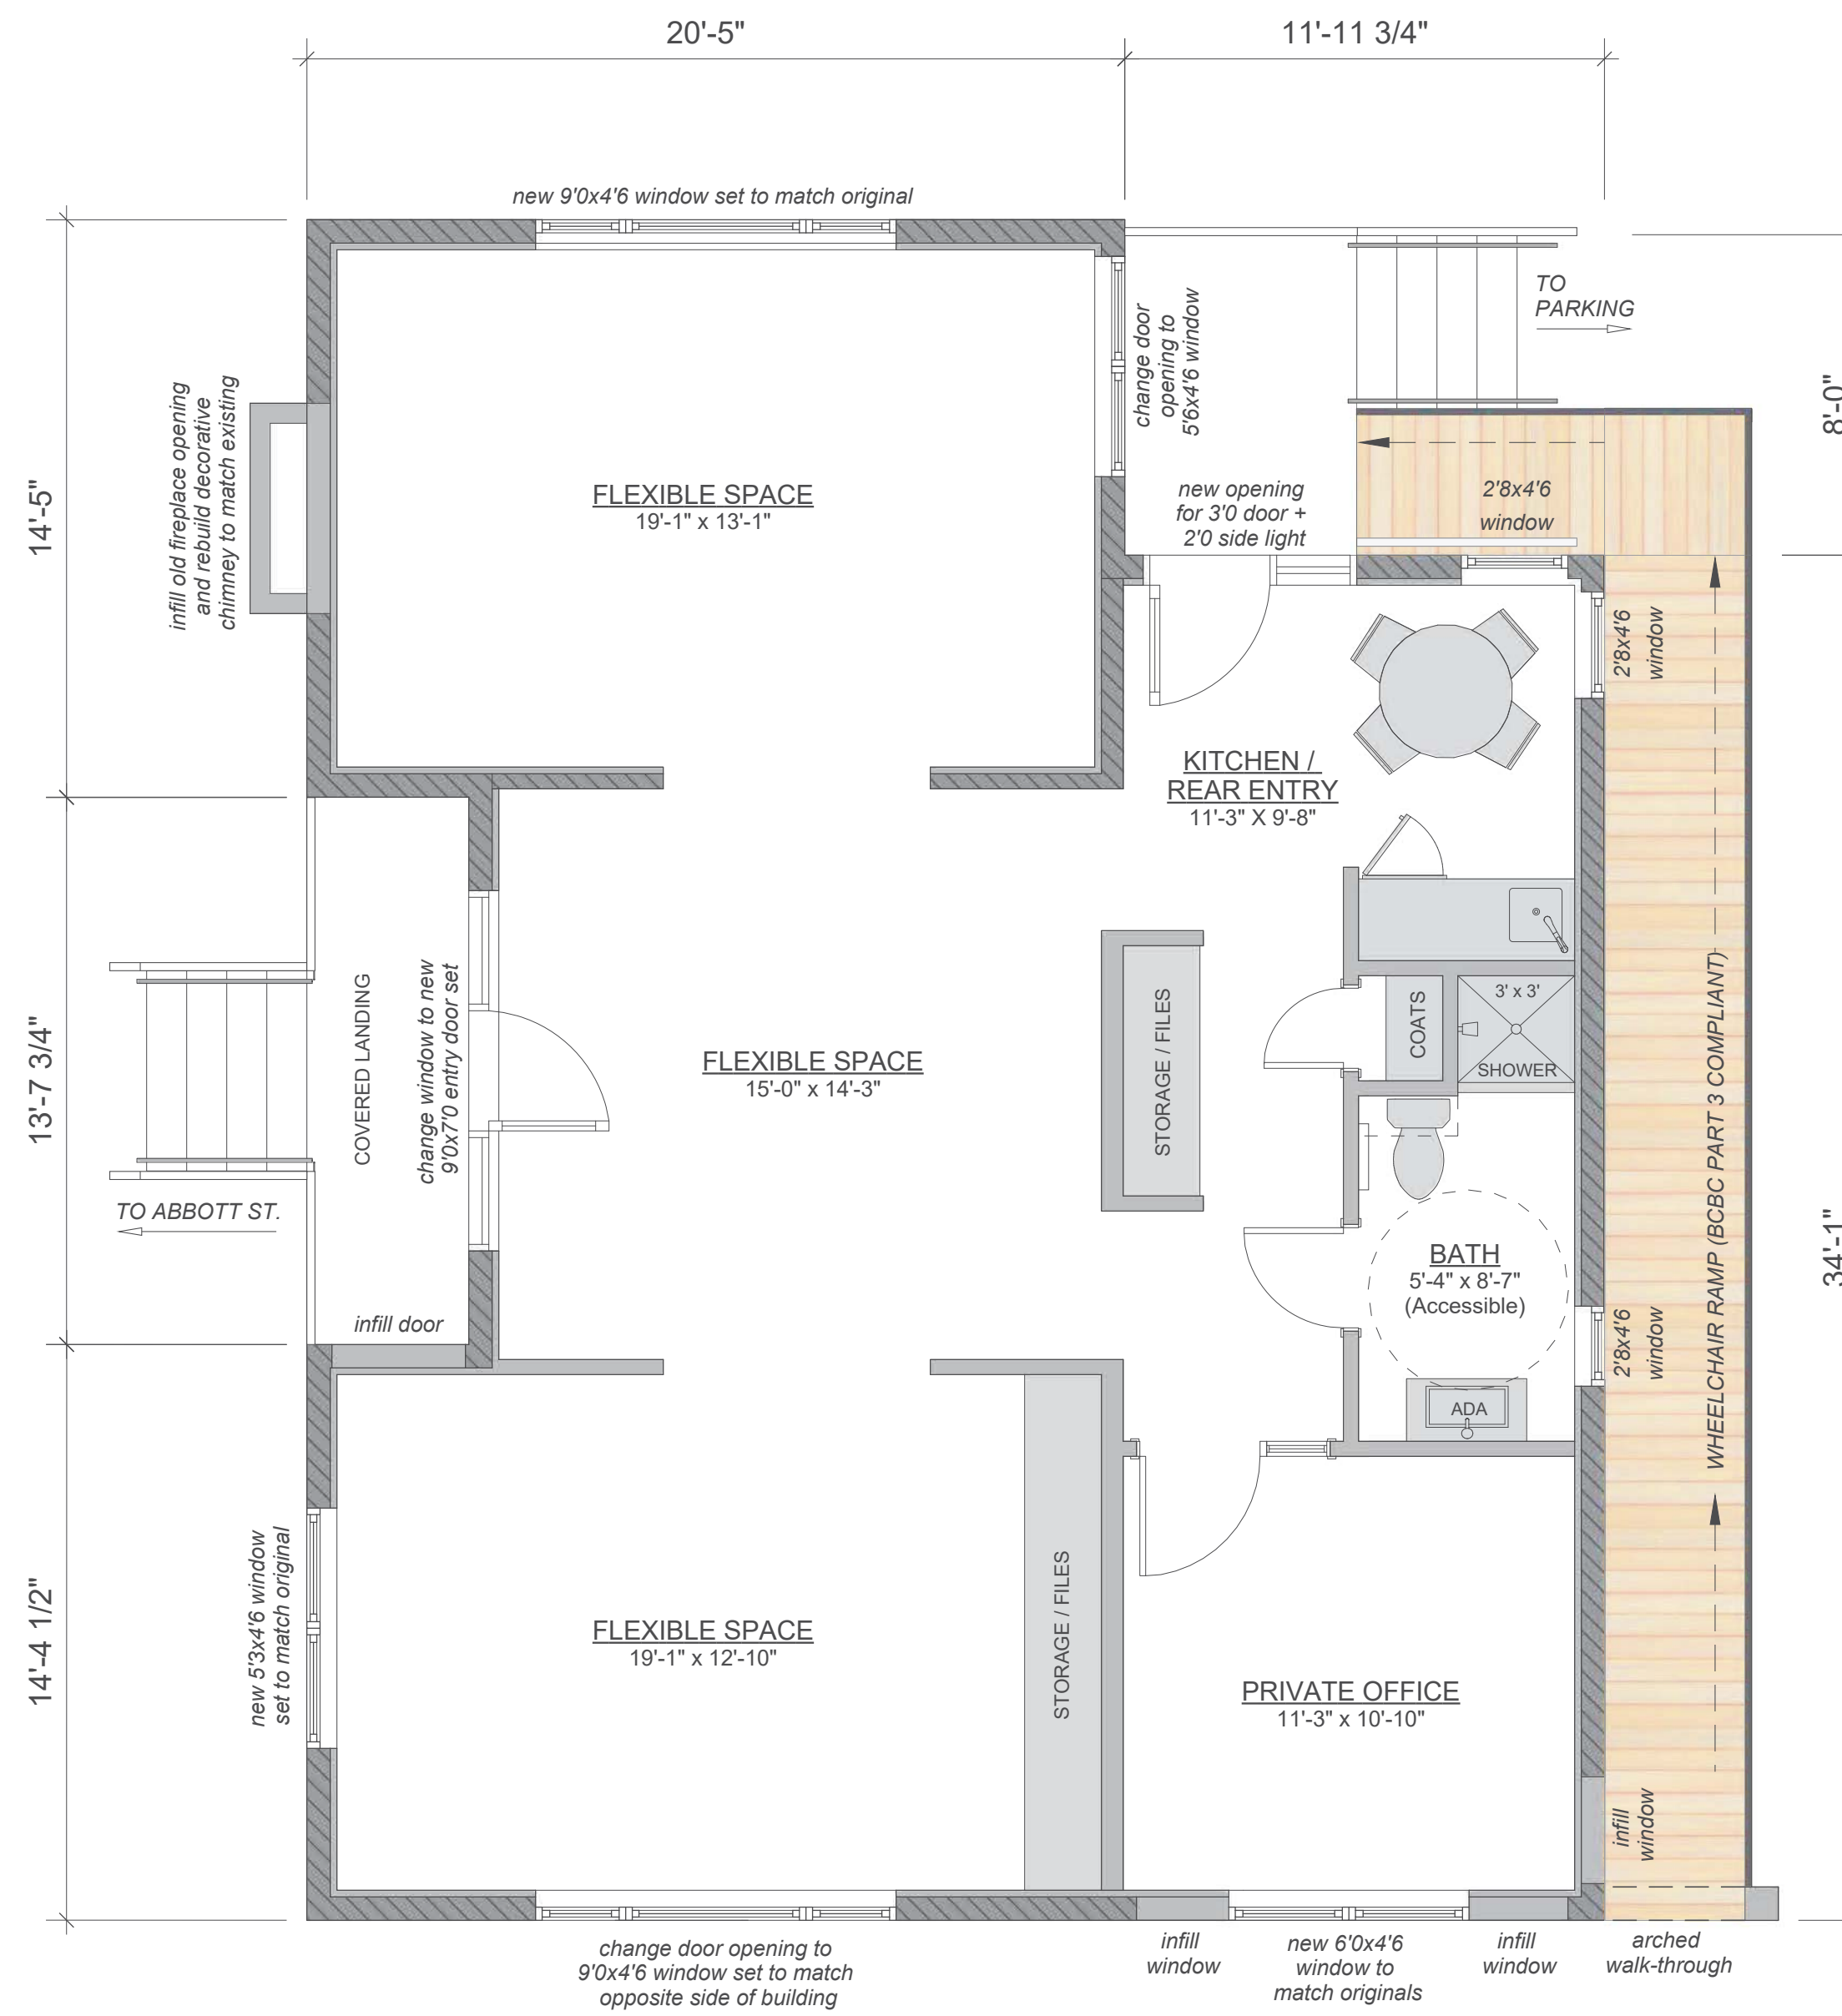 20'-5"
11'-11 3/4"
new 9'0x4'6 window set to match original
14'-5"
infill old fireplace opening
and rebuild decorative
chimney to match existing
FLEXIBLE SPACE
19'-1" x 13'-1"
change door
opening to
5'6x4'6 window
TO
PARKING
8'-0"
new opening
for 3'0 door +
2'0 side light
2'8x4'6
window
2'8x4'6
window
KITCHEN /
REAR ENTRY
11'-3" X 9'-8"
13'-7 3/4"
TO ABBOTT ST.
COVERED LANDING
change window to new
9'0x7'0 entry door set
infill door
FLEXIBLE SPACE
15'-0" x 14'-3"
STORAGE / FILES
COATS
3' x 3'
SHOWER
BATH
5'-4" x 8'-7"
(Accessible)
ADA
2'8x4'6
window
WHEELCHAIR RAMP (BCBC PART 3 COMPLIANT)
34'-1"
14'-4 1/2"
new 5'3x4'6 window
set to match original
FLEXIBLE SPACE
19'-1" x 12'-10"
STORAGE / FILES
PRIVATE OFFICE
11'-3" x 10'-10"
infill
window
change door opening to
9'0x4'6 window set to match
opposite side of building
infill
window
new 6'0x4'6
window to
match originals
infill
window
arched
walk-through